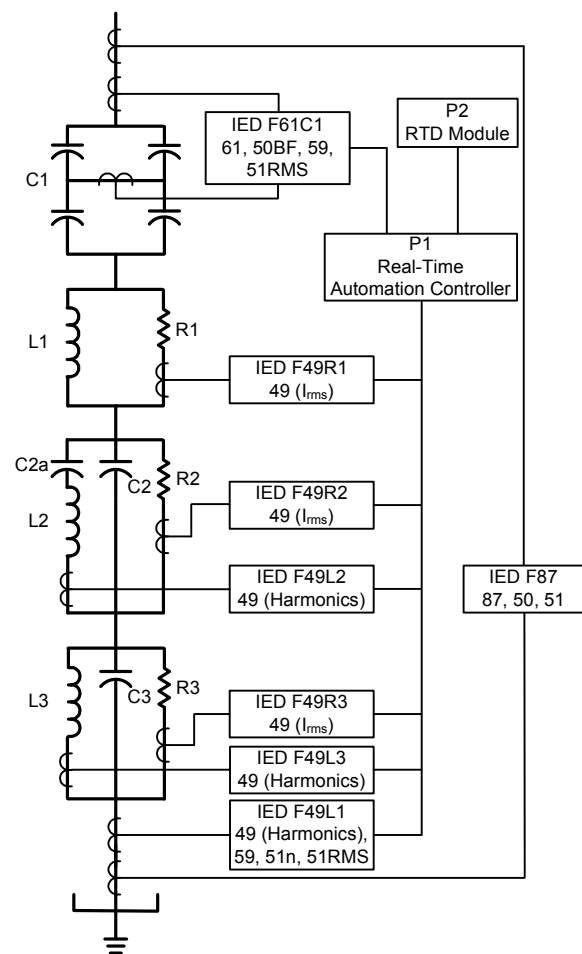 IED F61C1
61, 50BF, 59,
51RMS
P2
RTD Module
C1
P1
Real-Time
Automation Controller
L1
R1
IED F49R1
49 (Irms)
C2a
C2
R2
L2
IED F49R2
49 (Irms)
IED F49L2
49 (Harmonics)
IED F87
87, 50, 51
L3
C3
R3
IED F49R3
49 (Irms)
IED F49L3
49 (Harmonics)
IED F49L1
49 (Harmonics),
59, 51n, 51RMS